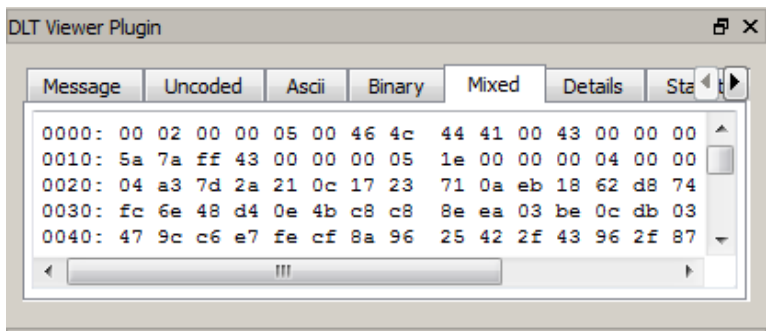 DLT Viewer Plugin
Message Uncoded Ascii Binary Mixed Details Sta t
0000: 00 02 00 00 05 00 46 4c 44 41 00 43 00 00 00
0010: 5a 7a ff 43 00 00 00 05 1e 00 00 00 04 00 00
0020: 04 a3 7d 2a 21 0c 17 23 71 0a eb 18 62 d8 74
0030: fc 6e 48 d4 0e 4b c8 c8 8e ea 03 be 0c db 03
0040: 47 9c c6 e7 fe cf 8a 96 25 42 2f 43 96 2f 87